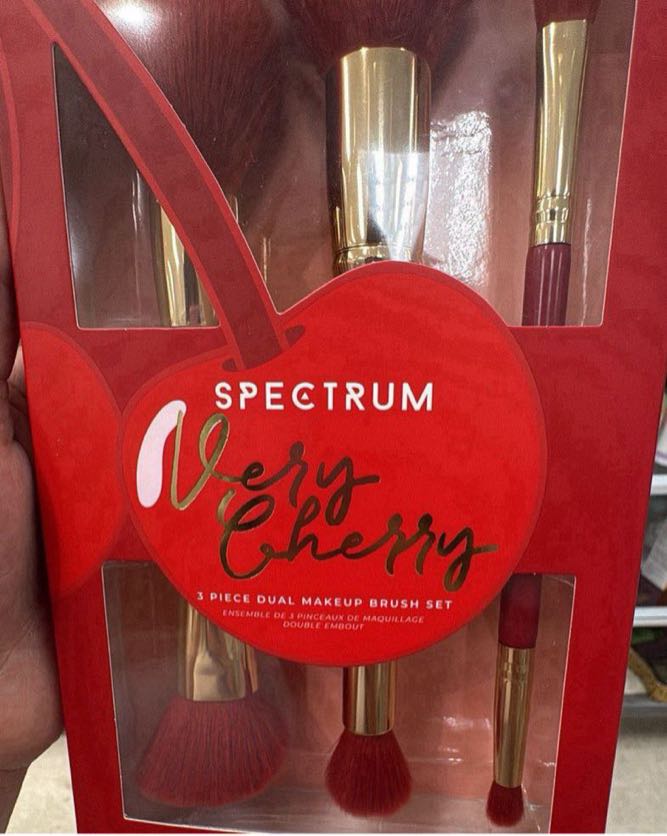 SPECTRUM
Very
Cherry
3 PIECE DUAL MAKEUP BRUSH SET
ENSEMBLE DE 3 PINCEAUX DE MAQUILLAGE
DOUBLE EMBOUT